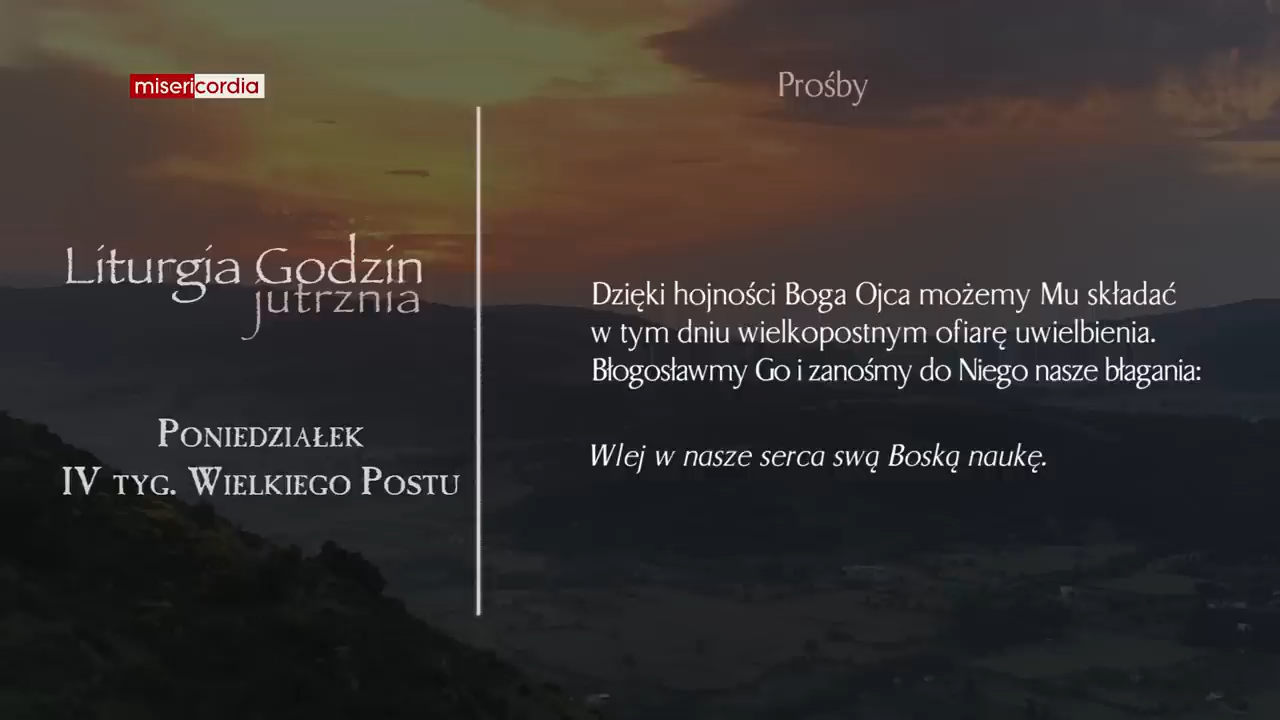 misericordia
Liturgia Godzin
jutrznia
Poniedziałek
IV tyg. Wielkiego Postu
Prośby
Dzięki hojności Boga Ojca możemy Mu składać
w tym dniu wielkopostnym ofiarę uwielbienia.
Błogosławmy Go i zanośmy do Niego nasze błagania:
Wlej w nasze serca swą Boską naukę.